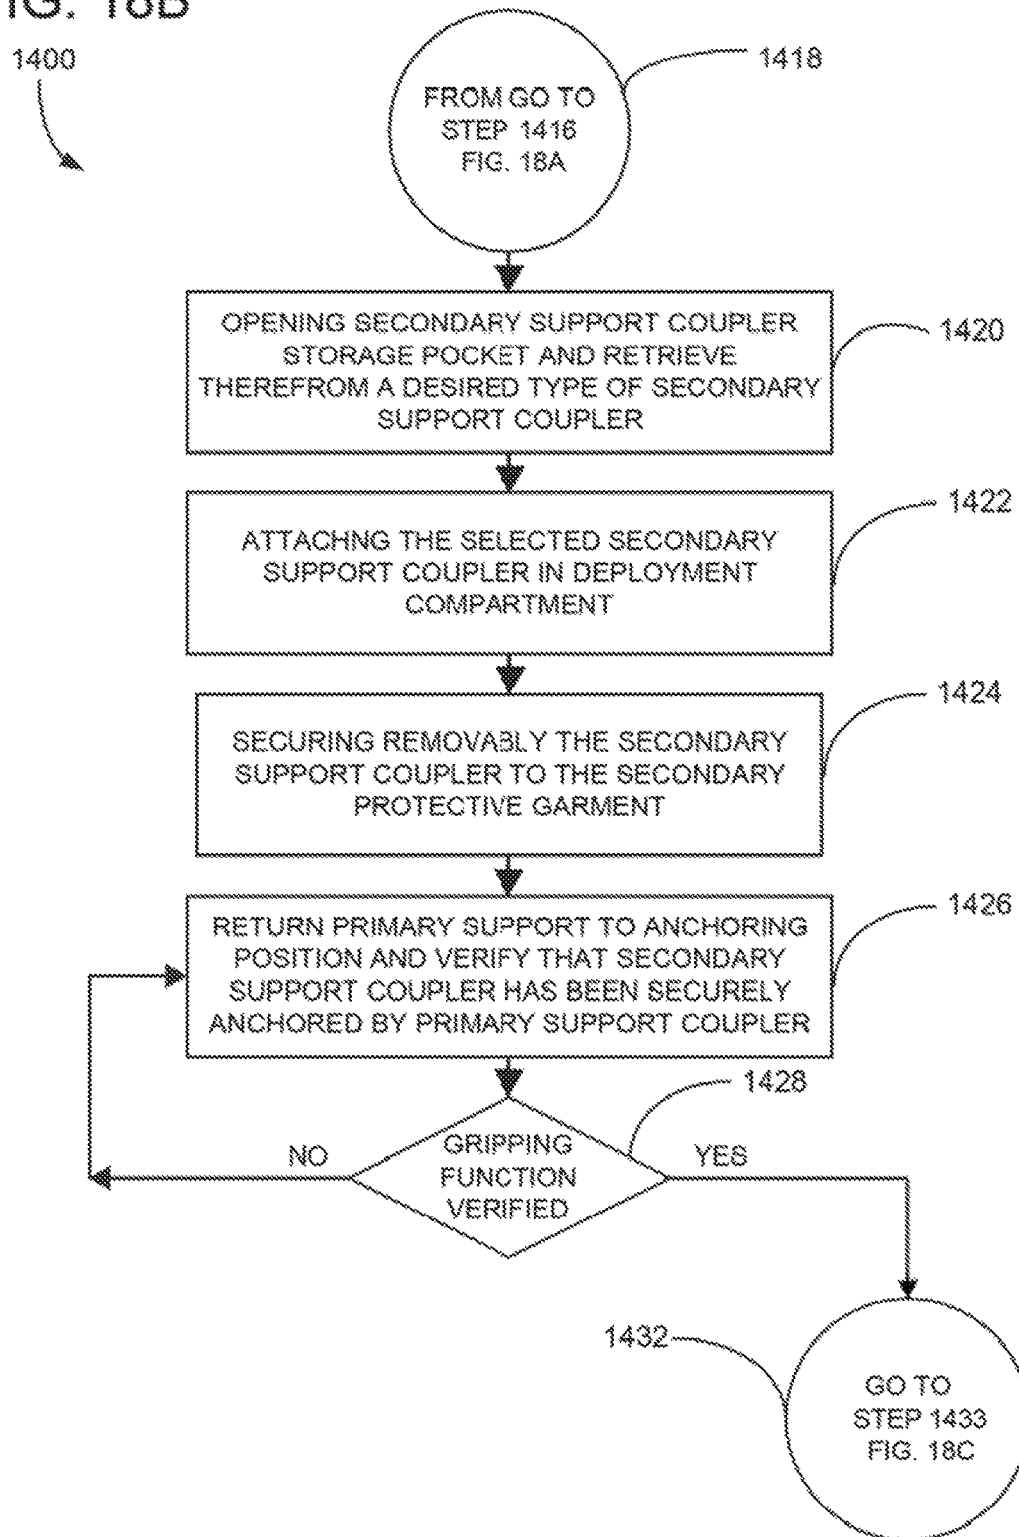 FIG. 18B
1400
1418
FROM GO TO
STEP 1416
FIG. 18A
OPENING SECONDARY SUPPORT COUPLER
STORAGE POCKET AND RETRIEVE
THEREFROM A DESIRED TYPE OF SECONDARY
SUPPORT COUPLER
1420
ATTACHNG THE SELECTED SECONDARY
SUPPORT COUPLER IN DEPLOYMENT
COMPARTMENT
1422
SECURING REMOVABLY THE SECONDARY
SUPPORT COUPLER TO THE SECONDARY
PROTECTIVE GARMENT
1424
RETURN PRIMARY SUPPORT TO ANCHORING
POSITION AND VERIFY THAT SECONDARY
SUPPORT COUPLER HAS BEEN SECURELY
ANCHORED BY PRIMARY SUPPORT COUPLER
1426
1428
GRIPPING
FUNCTION
VERIFIED
NO
YES
1432
GO TO
STEP 1433
FIG. 18C